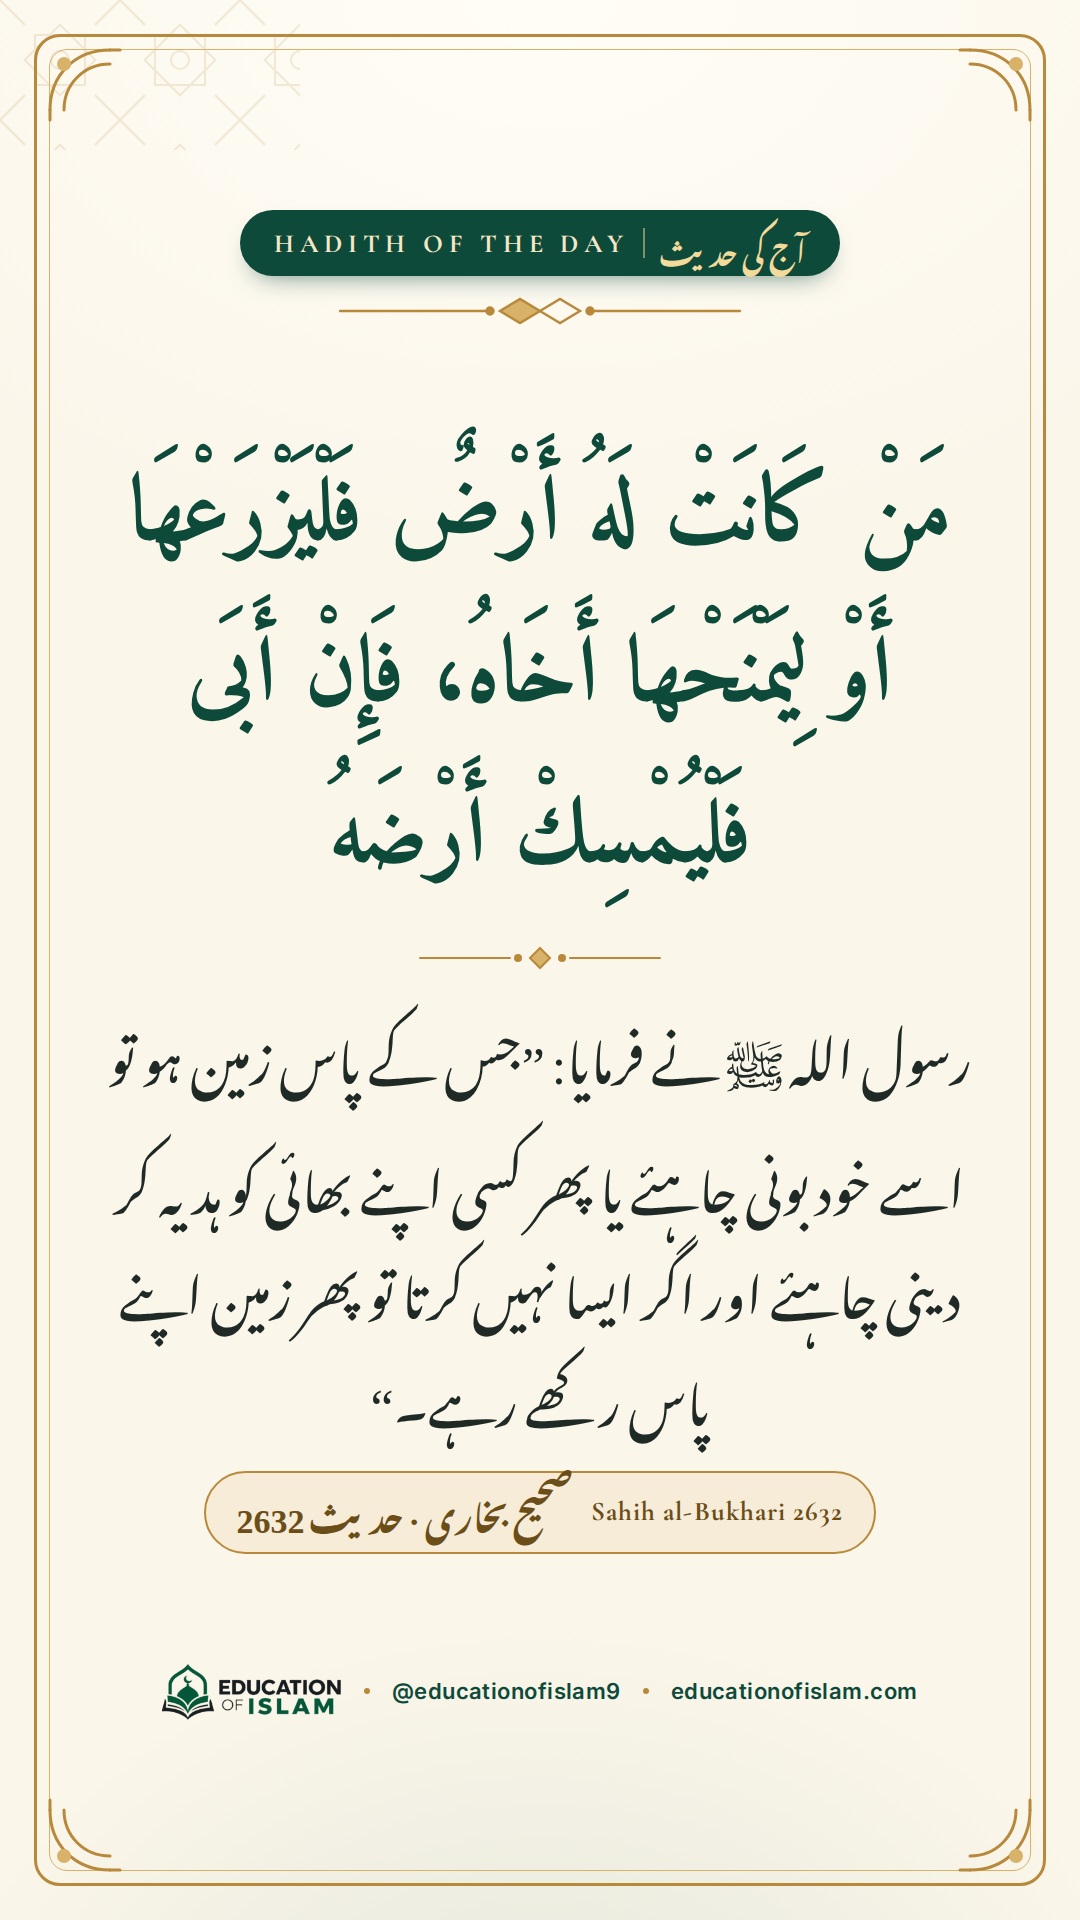 HADITH OF THE DAY | آج کی حدیث
مَنْ كَانَتْ لَهُ أَرْضٌ فَلْيَزْرَعْهَا
أَوْ لِيَمْنَحْهَا أَخَاهُ، فَإِنْ أَبَى
فَلْيُمْسِكْ أَرْضَهُ
رسول اللہ ﷺ نے فرمایا: ”جس کے پاس زمین ہو تو
اسے خود بونی چاہئے یا پھر کسی اپنے بھائی کو ہدیہ کر
دینی چاہئے اور اگر ایسا نہیں کرتا تو پھر زمین اپنے
پاس رکھے رہے۔“
صحیح بخاری · حدیث 2632 Sahih al-Bukhari 2632
EDUCATION OF ISLAM • @educationofislam9 • educationofislam.com